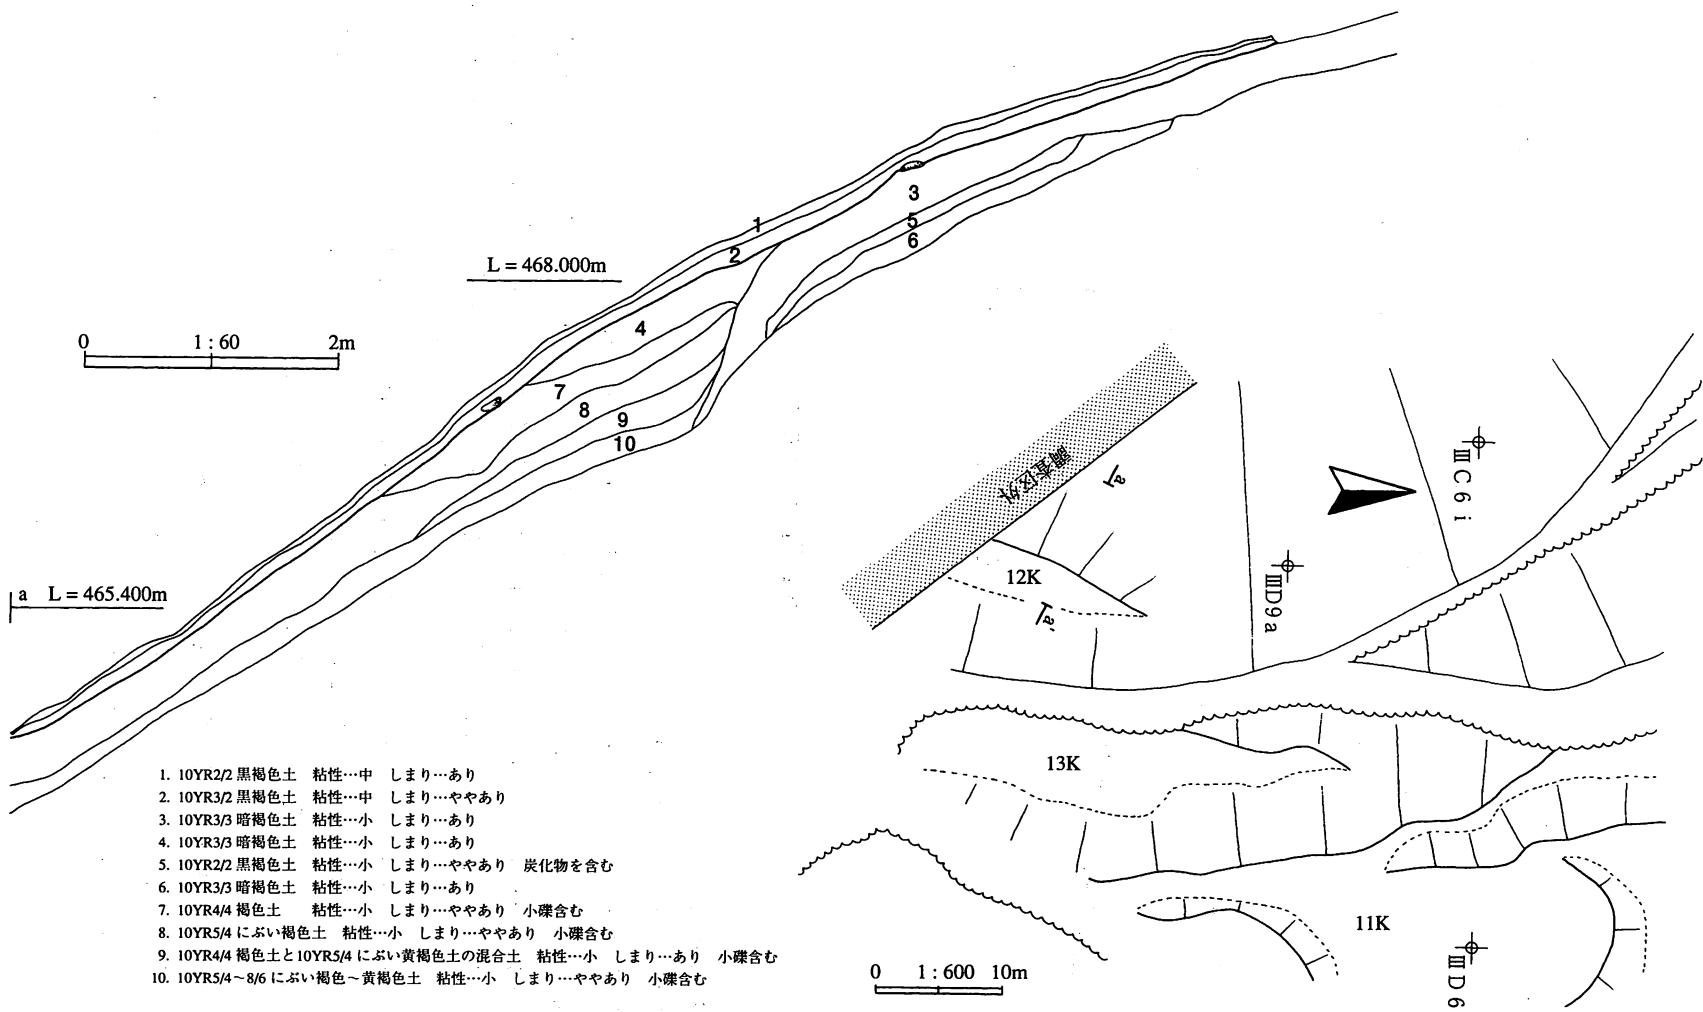 L = 468.000m
0 1 : 60 2m
a L = 465.400m
1
2
3
5
6
4
7
8
9
10
1. 10YR2/2 黒褐色土 粘性…中 しまり…あり
2. 10YR3/2 黒褐色土 粘性…中 しまり…ややあり
3. 10YR3/3 暗褐色土 粘性…小 しまり…あり
4. 10YR3/3 暗褐色土 粘性…小 しまり…あり
5. 10YR2/2 黒褐色土 粘性…小 しまり…ややあり 炭化物を含む
6. 10YR3/3 暗褐色土 粘性…小 しまり…あり
7. 10YR4/4 褐色土 粘性…小 しまり…ややあり 小礫含む
8. 10YR5/4 にぶい褐色土 粘性…小 しまり…ややあり 小礫含む
9. 10YR4/4 褐色土と10YR5/4 にぶい黄褐色土の混合土 粘性…小 しまり…あり 小礫含む
10. 10YR5/4～8/6 にぶい褐色～黄褐色土 粘性…小 しまり…ややあり 小礫含む
調査区外
a
a'
12K
ⅢC6i
ⅢD9a
13K
11K
ⅢD6
0 1 : 600 10m